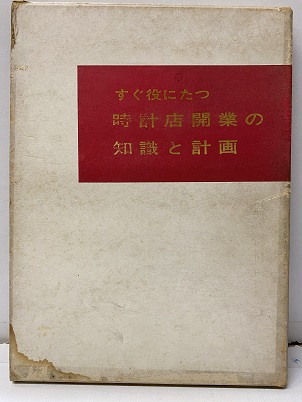 すぐ役にたつ
時計店開業の
知識と計画